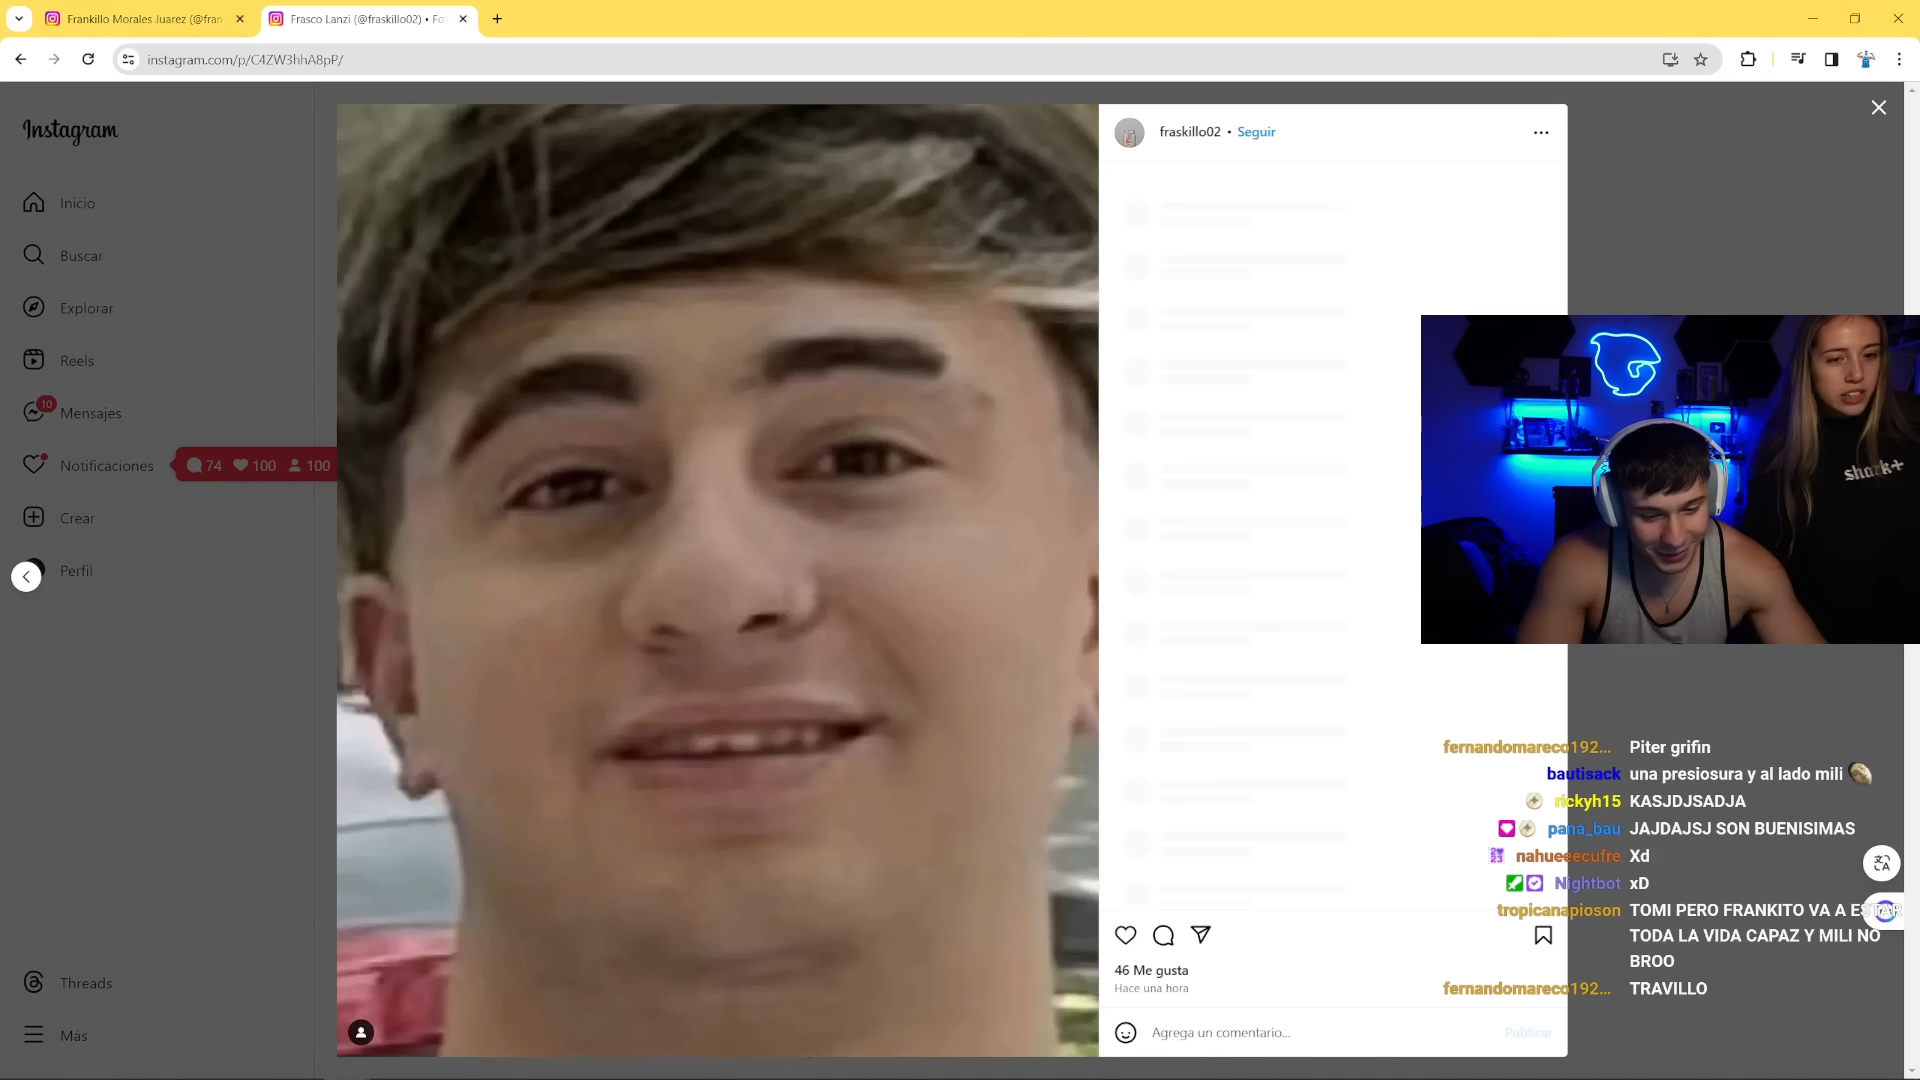 Frankillo Morales Juarez (@fran
Frasco Lanzi (@fraskillo02) • Fo
instagram.com/p/C4ZW3hhA8pP/
Instagram
Inicio
Buscar
Explorar
Reels
10
Mensajes
Notificaciones
74 100 100
Crear
Perfil
Threads
Más
fraskillo02 • Seguir
46 Me gusta
Hace una hora
Agrega un comentario...
Publicar
shark+
fernandomareco192... Piter grifin
bautisack una presiosura y al lado mili
rickyh15 KASJDJSADJA
pana_bau JAJDAJSJ SON BUENISIMAS
nahueeecufre Xd
Nightbot xD
tropicanapioson TOMI PERO FRANKITO VA A ESTAR
TODA LA VIDA CAPAZ Y MILI NO
BROO
fernandomareco192... TRAVILLO